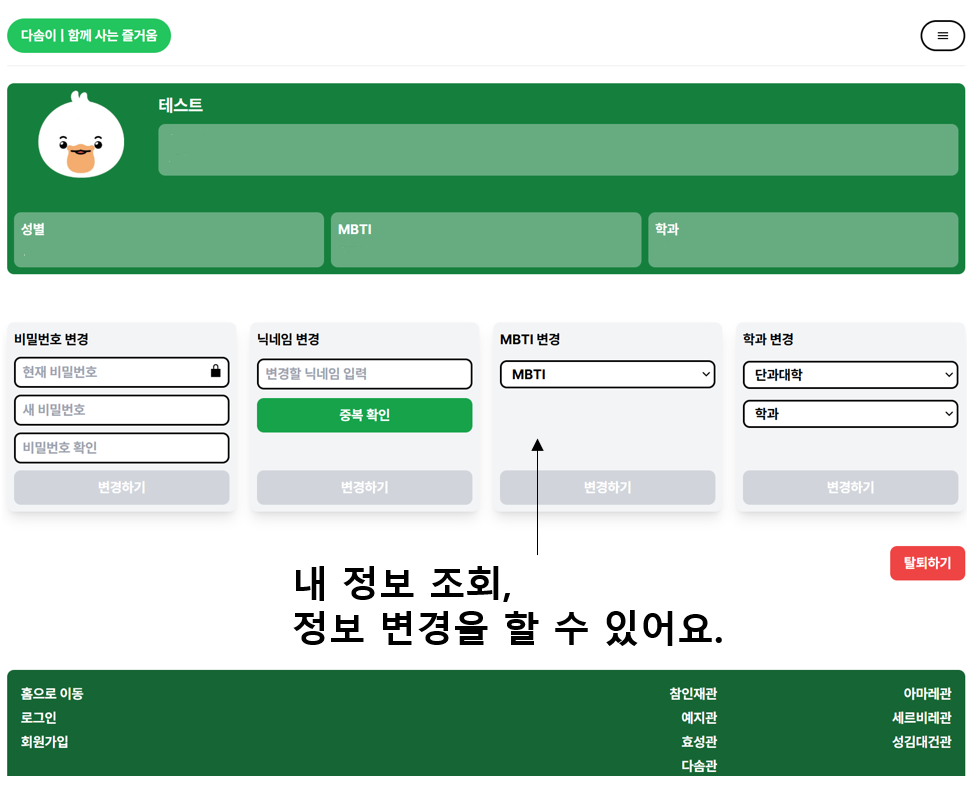 다솜이 | 함께 사는 즐거움
테스트
성별
MBTI
학과
비밀번호 변경
현재 비밀번호
새 비밀번호
비밀번호 확인
변경하기
닉네임 변경
변경할 닉네임 입력
중복 확인
변경하기
MBTI 변경
MBTI
변경하기
학과 변경
단과대학
학과
변경하기
탈퇴하기
내 정보 조회,
정보 변경을 할 수 있어요.
홈으로 이동
로그인
회원가입
참인재관
예지관
효성관
다솜관
아마레관
세르비레관
성김대건관